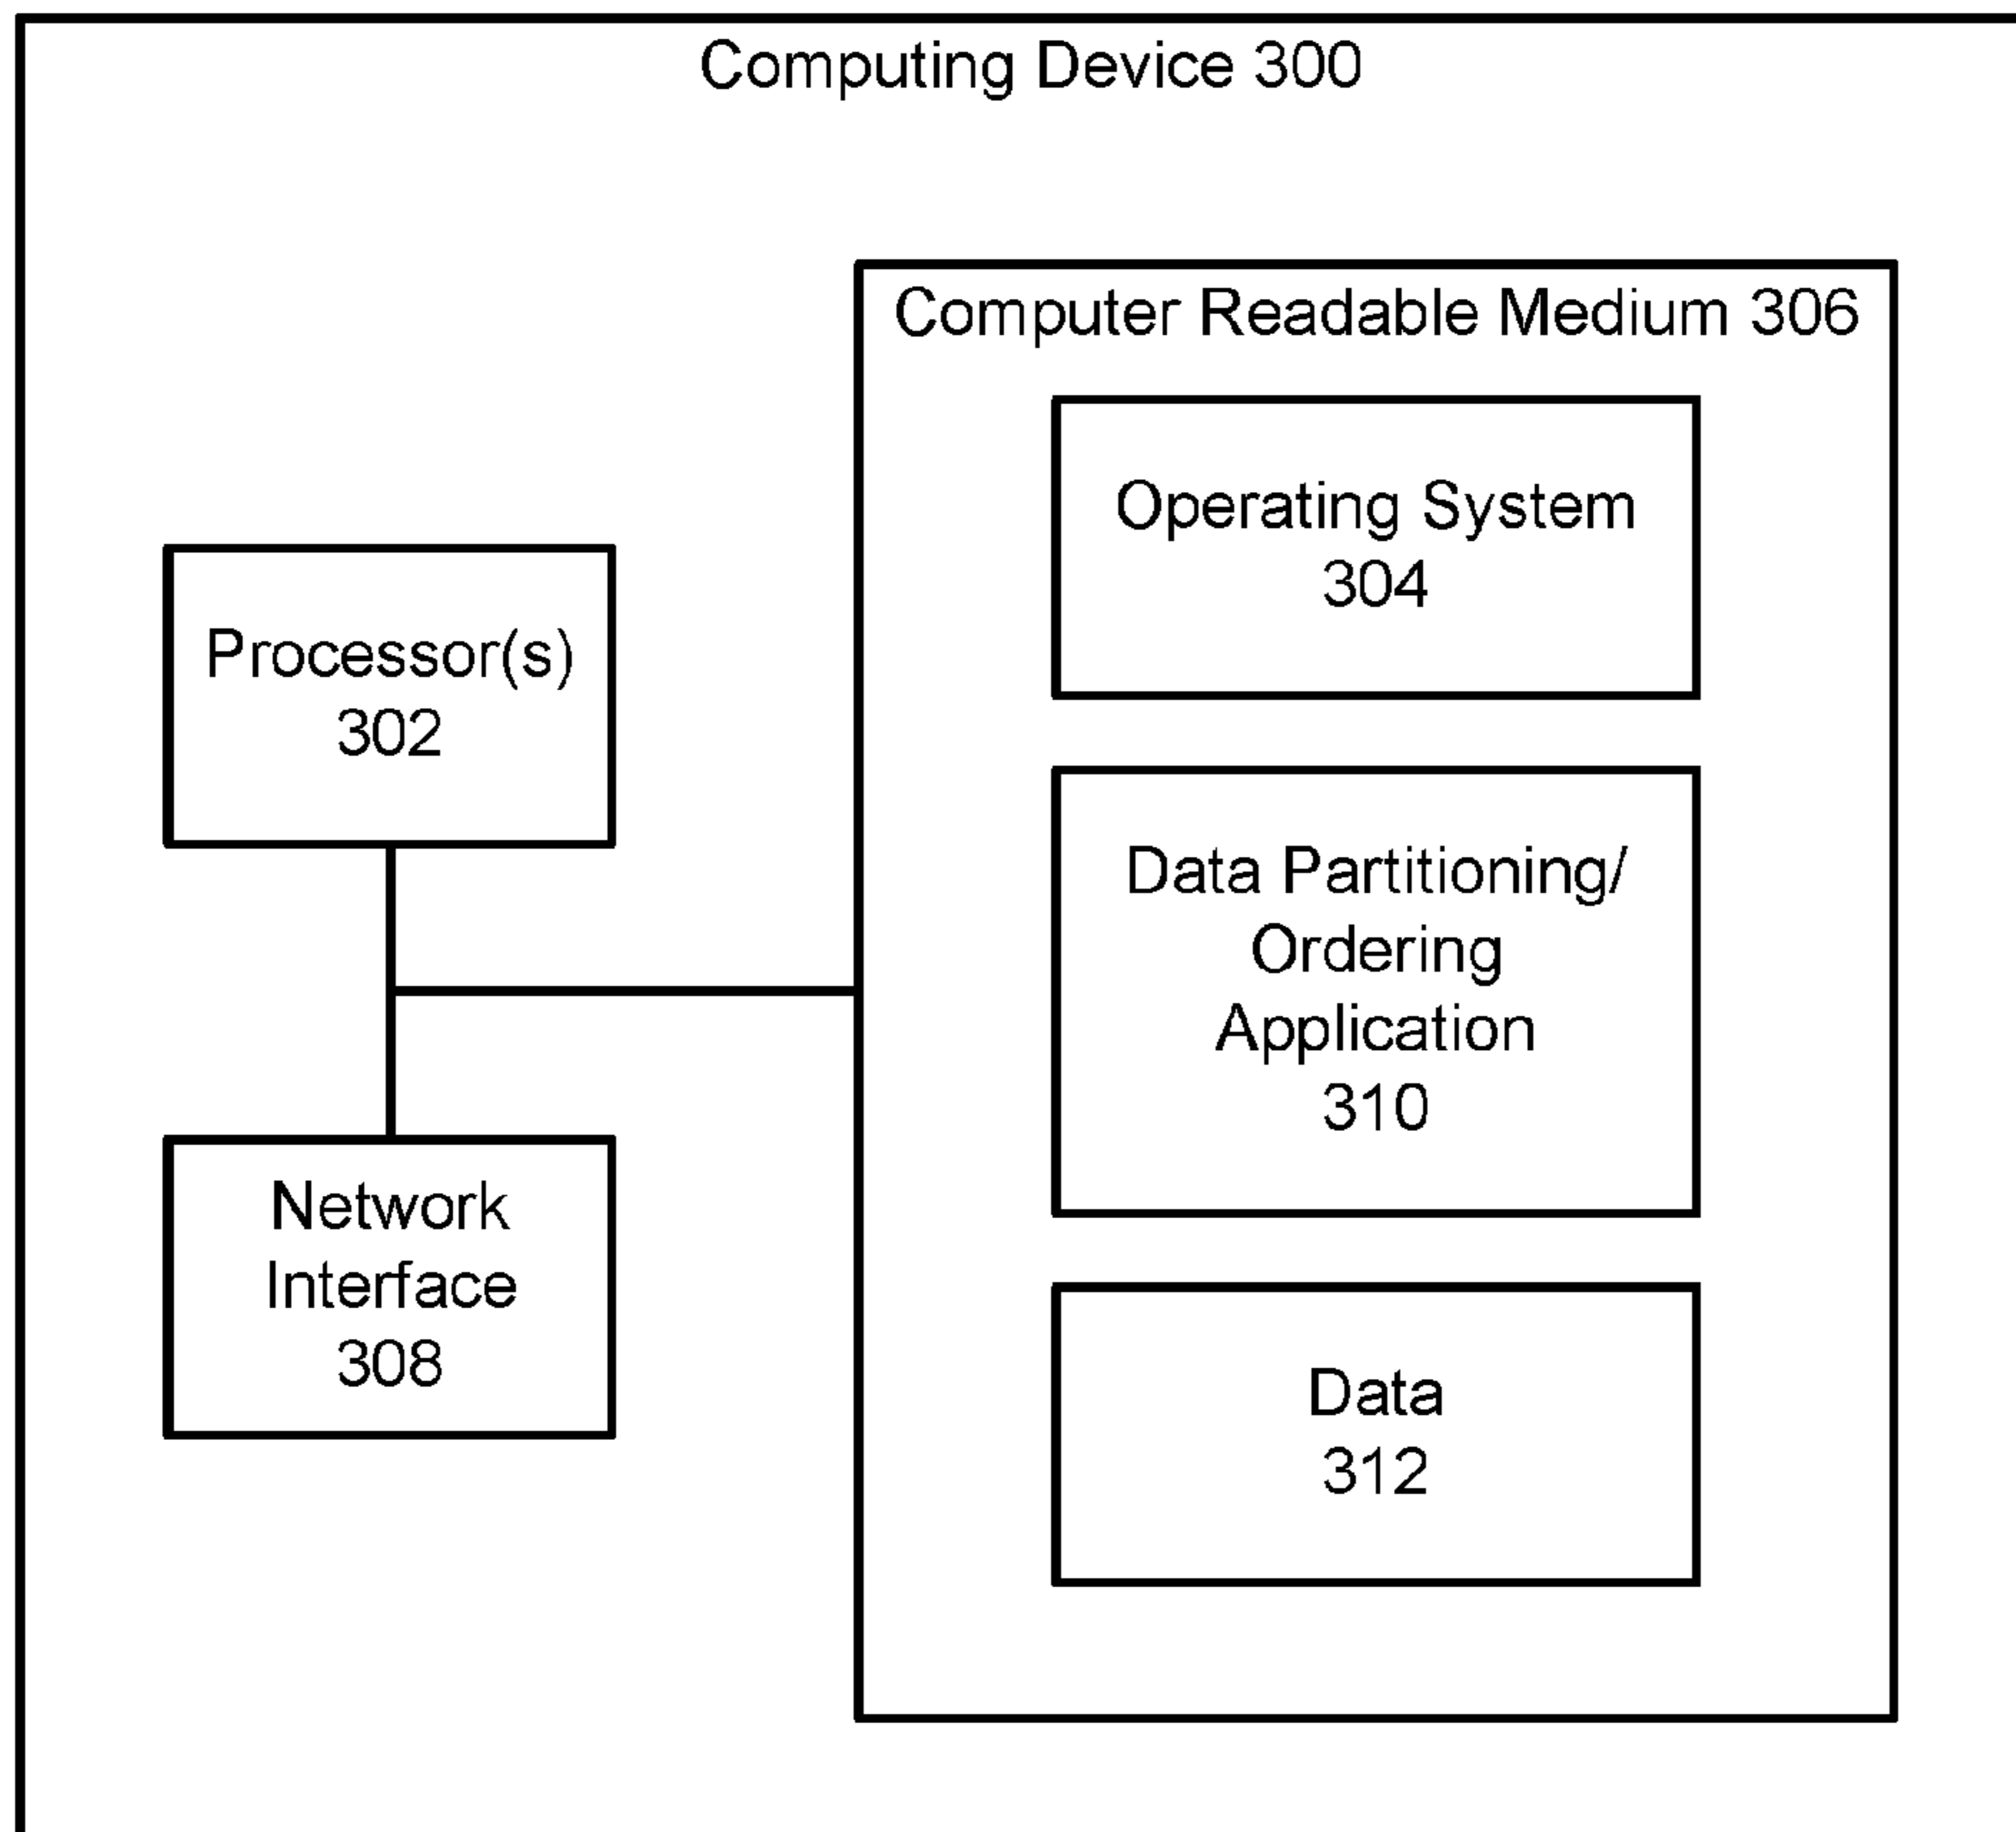 Computing Device 300
Computer Readable Medium 306
Operating System
304
Processor(s)
302
Data Partitioning/
Ordering
Application
310
Network
Interface
308
Data
312